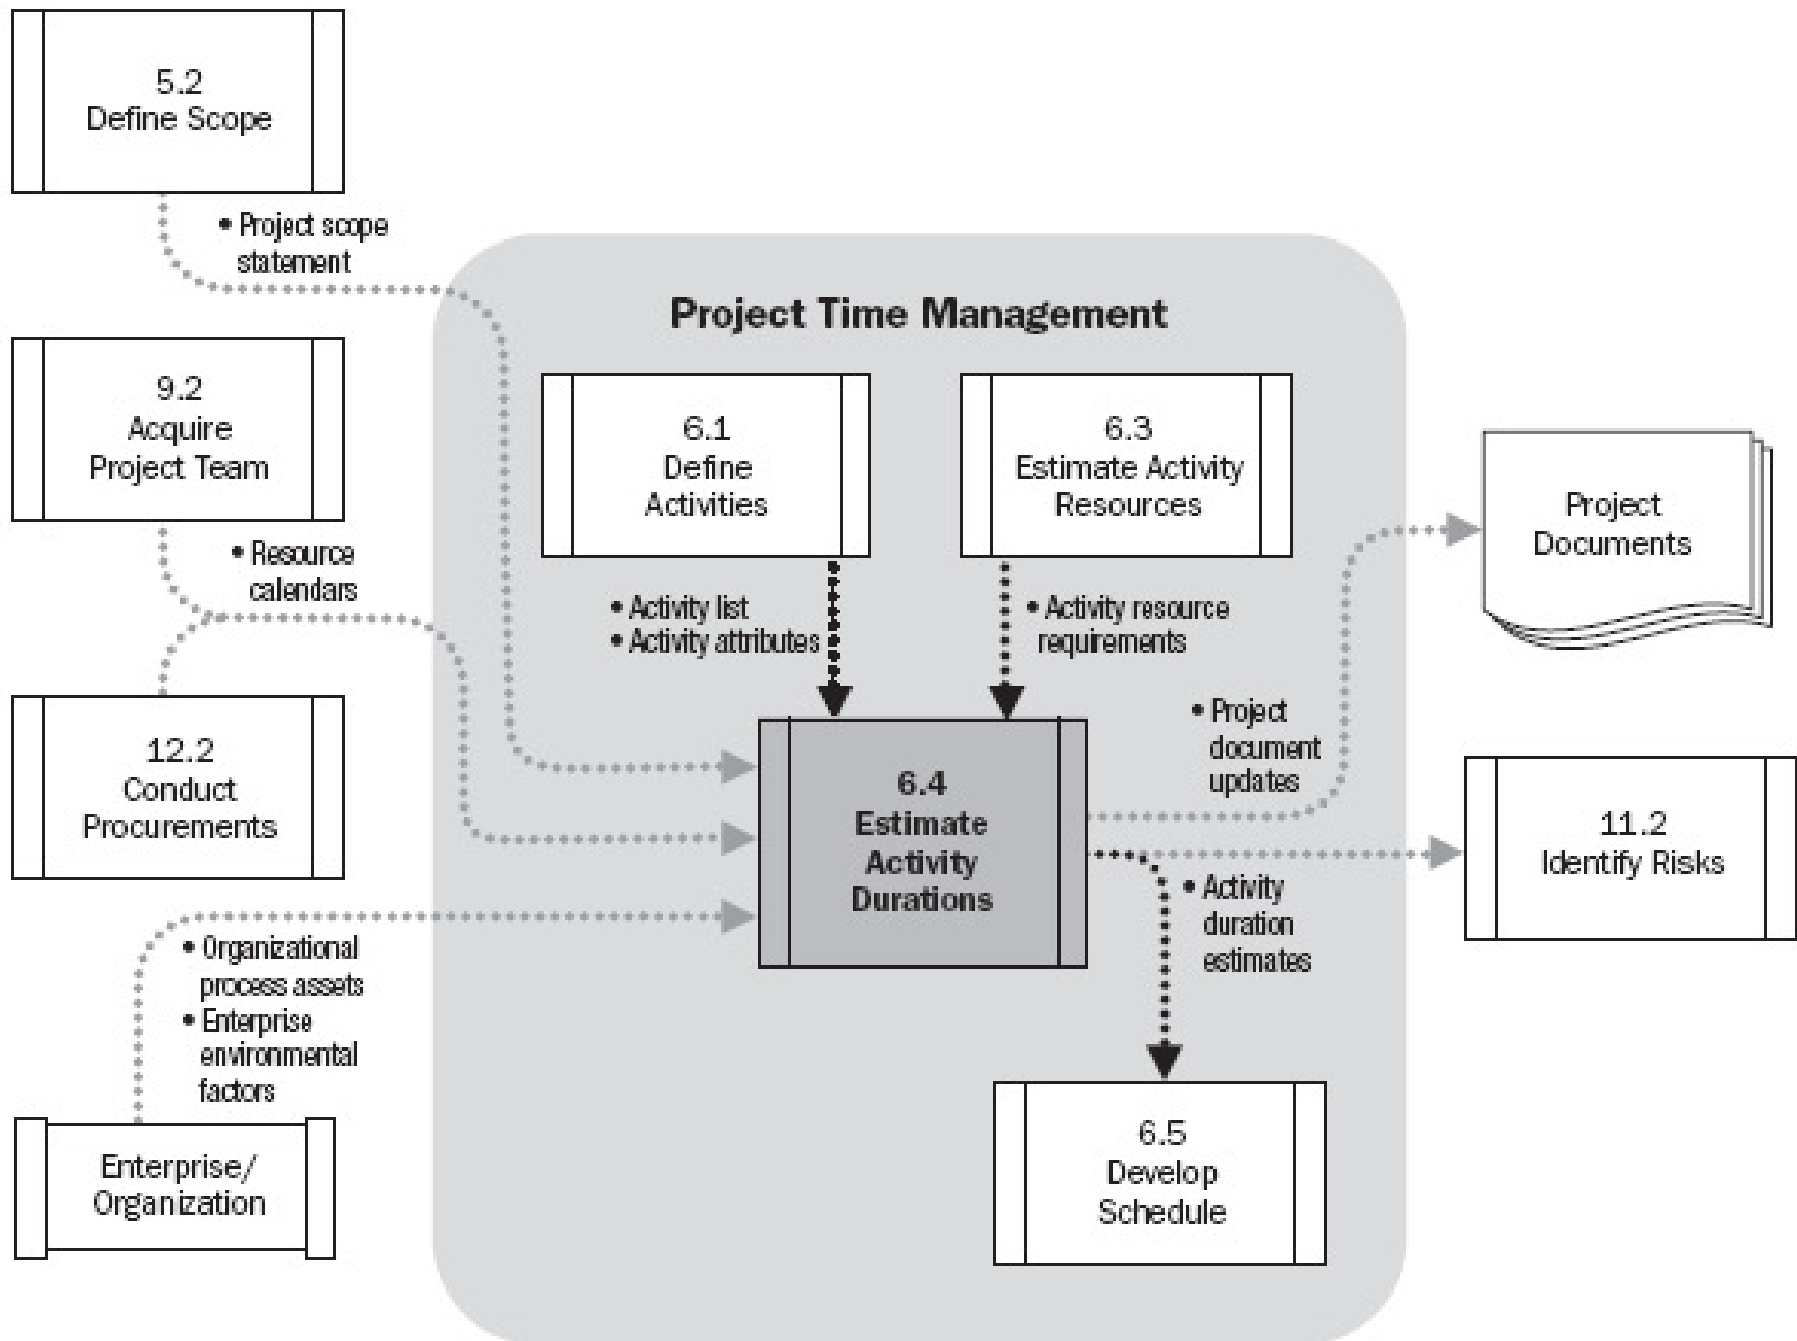 5.2
Define Scope
• Project scope
statement
Project Time Management
9.2
Acquire
Project Team
6.1
Define
Activities
6.3
Estimate Activity
Resources
Project
Documents
• Resource
calendars
• Activity list
• Activity attributes
• Activity resource
requirements
12.2
Conduct
Procurements
• Project
document
updates
6.4
Estimate
Activity
Durations
11.2
Identify Risks
• Activity
duration
estimates
• Organizational
process assets
• Enterprise
environmental
factors
Enterprise/
Organization
6.5
Develop
Schedule